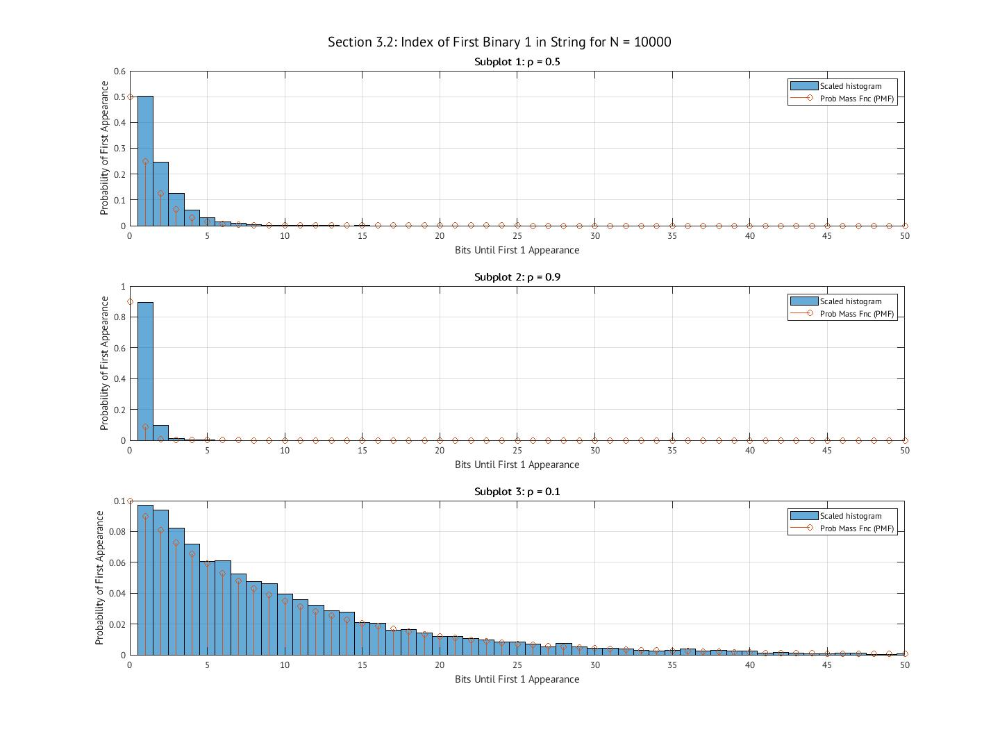 Section 3.2: Index of First Binary 1 in String for N = 10000
Subplot 1: p = 0.5
Probability of First Appearance
0.6
0.5
0.4
0.3
0.2
0.1
0
Scaled histogram
Prob Mass Fnc (PMF)
0 5 10 15 20 25 30 35 40 45 50
Bits Until First 1 Appearance
Subplot 2: p = 0.9
Probability of First Appearance
1
0.8
0.6
0.4
0.2
0
Scaled histogram
Prob Mass Fnc (PMF)
0 5 10 15 20 25 30 35 40 45 50
Bits Until First 1 Appearance
Subplot 3: p = 0.1
Probability of First Appearance
0.1
0.08
0.06
0.04
0.02
0
Scaled histogram
Prob Mass Fnc (PMF)
0 5 10 15 20 25 30 35 40 45 50
Bits Until First 1 Appearance